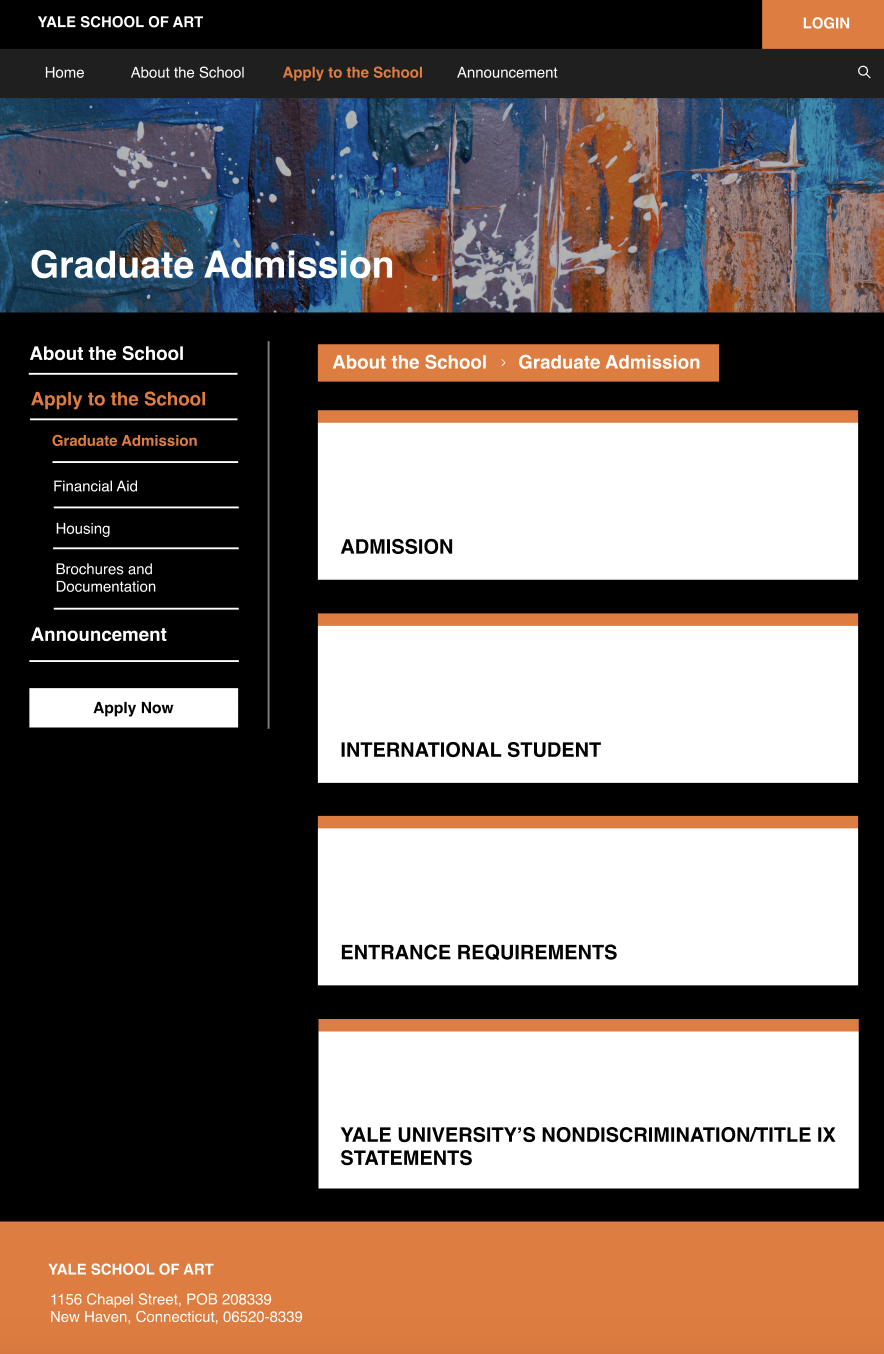 YALE SCHOOL OF ART
LOGIN
Home
About the School
Apply to the School
Announcement
Graduate Admission
About the School
Apply to the School
Graduate Admission
Financial Aid
Housing
Brochures and
Documentation
Announcement
Apply Now
About the School › Graduate Admission
ADMISSION
INTERNATIONAL STUDENT
ENTRANCE REQUIREMENTS
YALE UNIVERSITY’S NONDISCRIMINATION/TITLE IX
STATEMENTS
YALE SCHOOL OF ART
1156 Chapel Street, POB 208339
New Haven, Connecticut, 06520-8339